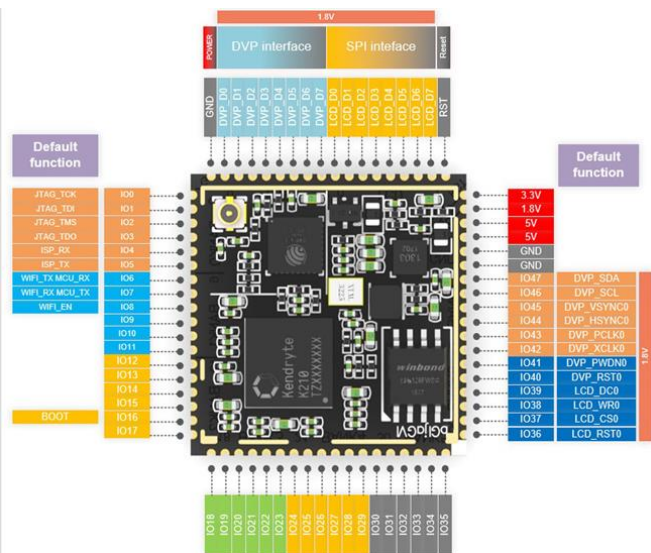 1.8V
POWER
DVP interface
SPI inteface
Reset
GND
DVP_D0
DVP_D1
DVP_D2
DVP_D3
DVP_D4
DVP_D5
DVP_D6
DVP_D7
LCD_D0
LCD_D1
LCD_D2
LCD_D3
LCD_D4
LCD_D5
LCD_D6
LCD_D7
RST
Default
function
JTAG_TCK IO0
JTAG_TDI IO1
JTAG_TMS IO2
JTAG_TDO IO3
ISP_RX IO4
ISP_TX IO5
WIFI_TX MCU_RX IO6
WIFI_RX MCU_TX IO7
WIFI_EN IO8
IO9
IO10
IO11
IO12
IO13
IO14
IO15
BOOT IO16
IO17
Kendryte
K210
TZXXXXXXX
winbond
Default
function
3.3V
1.8V
5V
5V
GND
GND
IO47 DVP_SDA
IO46 DVP_SCL
IO45 DVP_VSYNC0
IO44 DVP_HSYNC0
IO43 DVP_PCLK0
IO42 DVP_XCLK0
IO41 DVP_PWDN0
IO40 DVP_RST0
IO39 LCD_DC0
IO38 LCD_WR0
IO37 LCD_CS0
IO36 LCD_RST0
1.8V
IO18
IO19
IO20
IO21
IO22
IO23
IO24
IO25
IO26
IO27
IO28
IO29
IO30
IO31
IO32
IO33
IO34
IO35